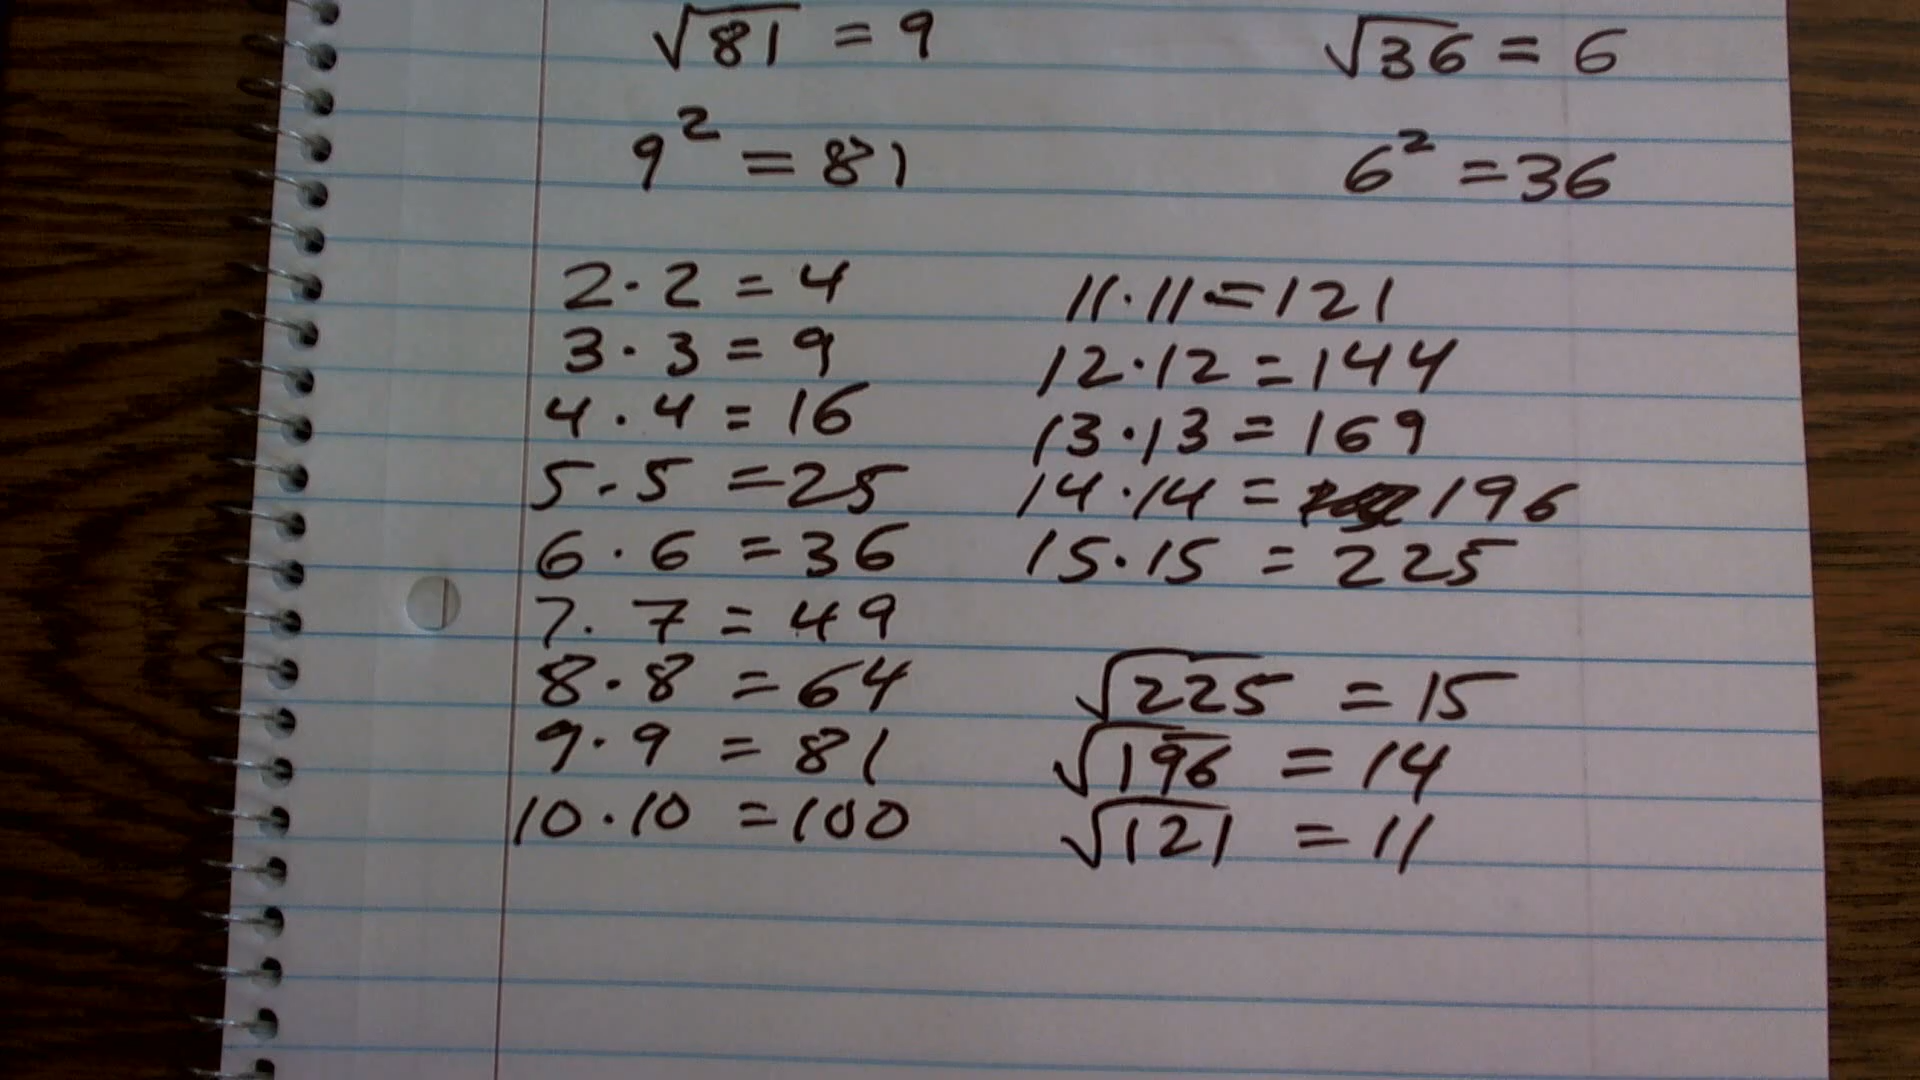 √81 = 9
√36 = 6
9² = 81
6² = 36
2 · 2 = 4
3 · 3 = 9
4 · 4 = 16
5 · 5 = 25
6 · 6 = 36
7 · 7 = 49
8 · 8 = 64
9 · 9 = 81
10 · 10 = 100
11 · 11 = 121
12 · 12 = 144
13 · 13 = 169
14 · 14 = 196
15 · 15 = 225
√225 = 15
√196 = 14
√121 = 11